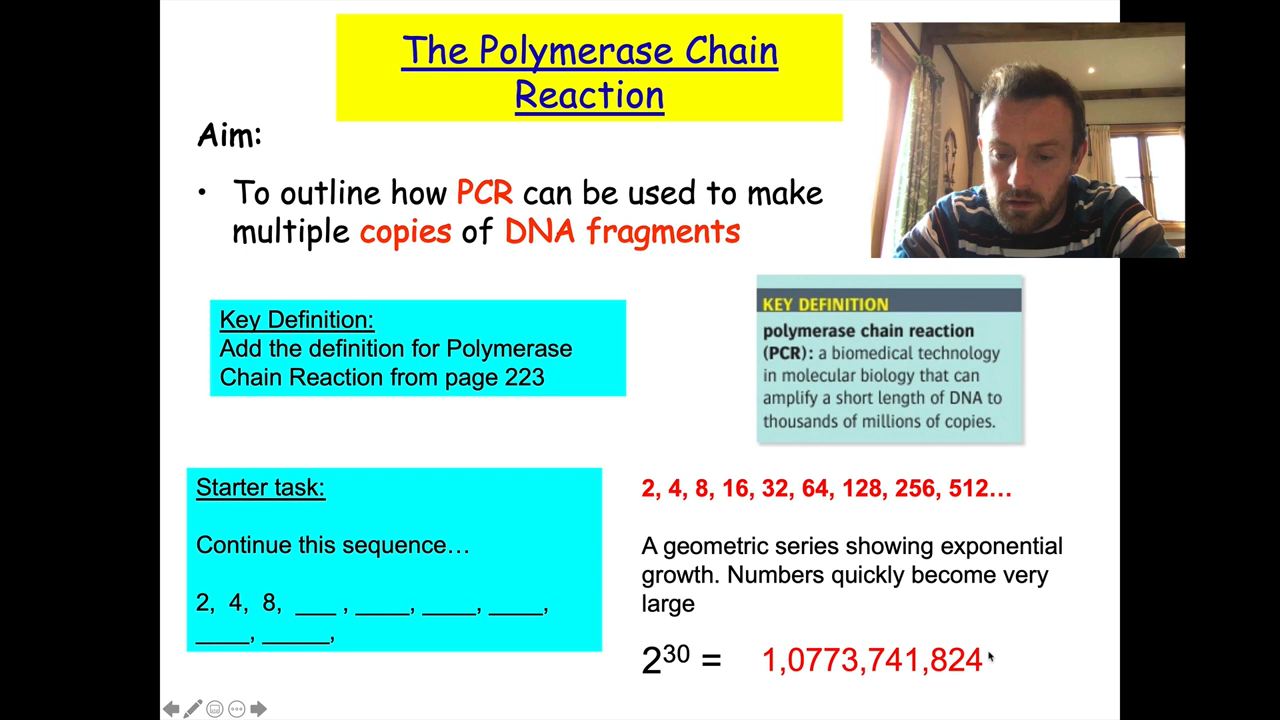 The Polymerase Chain
Reaction
Aim:
• To outline how PCR can be used to make
multiple copies of DNA fragments
Key Definition:
Add the definition for Polymerase
Chain Reaction from page 223
KEY DEFINITION
polymerase chain reaction
(PCR): a biomedical technology
in molecular biology that can
amplify a short length of DNA to
thousands of millions of copies.
Starter task:
Continue this sequence…
2, 4, 8, ___ , ____, ____, ____,
____, _____,
2, 4, 8, 16, 32, 64, 128, 256, 512…
A geometric series showing exponential
growth. Numbers quickly become very
large
2³⁰ = 1,0773,741,824